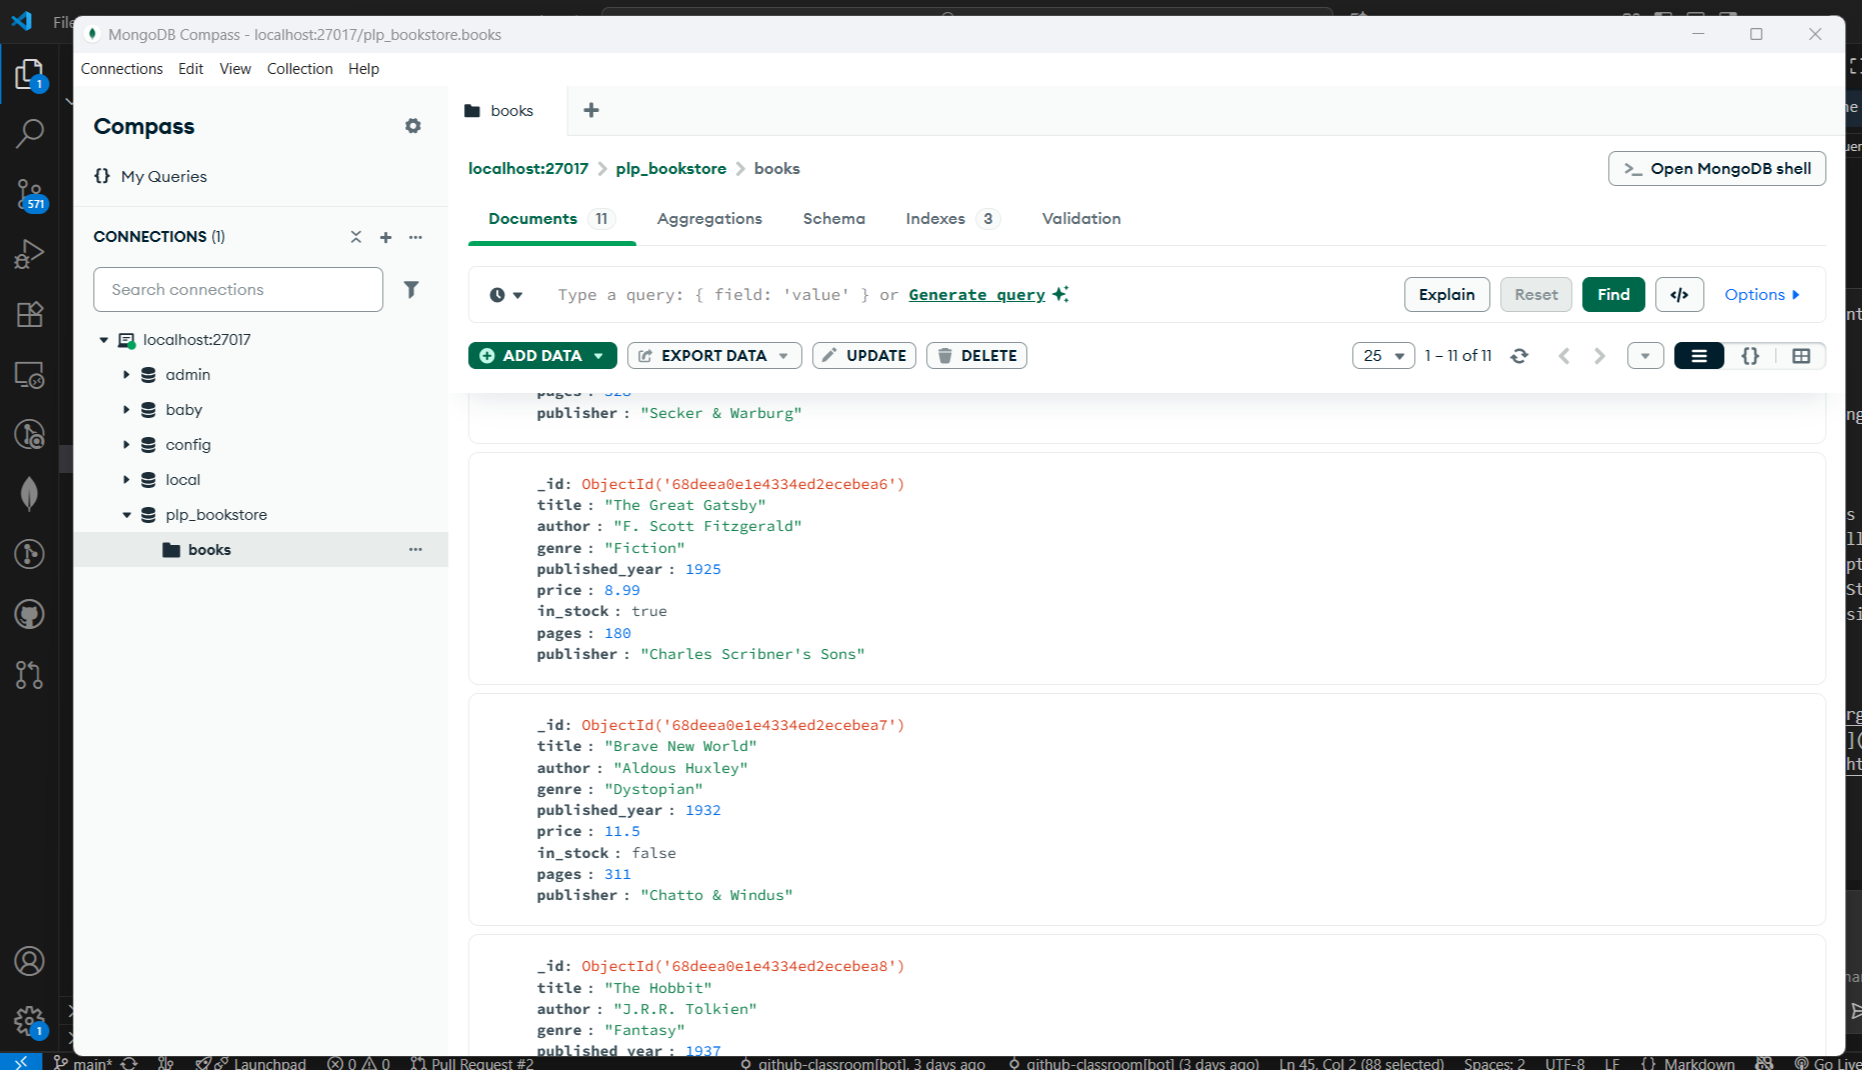 File
MongoDB Compass - localhost:27017/plp_bookstore.books
Connections Edit View Collection Help
1
571
Compass
{} My Queries
CONNECTIONS (1)
Search connections
localhost:27017
admin
baby
config
local
plp_bookstore
books
books
localhost:27017 > plp_bookstore > books
>_ Open MongoDB shell
Documents 11 Aggregations Schema Indexes 3 Validation
Type a query: { field: 'value' } or Generate query
Explain Reset Find </> Options
ADD DATA EXPORT DATA UPDATE DELETE
25 1 – 11 of 11 {}
pages : 328
publisher : "Secker & Warburg"
_id: ObjectId('68deea0e1e4334ed2ecebea6')
title : "The Great Gatsby"
author : "F. Scott Fitzgerald"
genre : "Fiction"
published_year : 1925
price : 8.99
in_stock : true
pages : 180
publisher : "Charles Scribner's Sons"
_id: ObjectId('68deea0e1e4334ed2ecebea7')
title : "Brave New World"
author : "Aldous Huxley"
genre : "Dystopian"
published_year : 1932
price : 11.5
in_stock : false
pages : 311
publisher : "Chatto & Windus"
_id: ObjectId('68deea0e1e4334ed2ecebea8')
title : "The Hobbit"
author : "J.R.R. Tolkien"
genre : "Fantasy"
published_year : 1937
1
main* Launchpad 0 0 Pull Request #2 github-classroom[bot], 3 days ago github-classroom[bot] (3 days ago) Ln 45, Col 2 (88 selected) Spaces: 2 UTF-8 LF {} Markdown Go Live